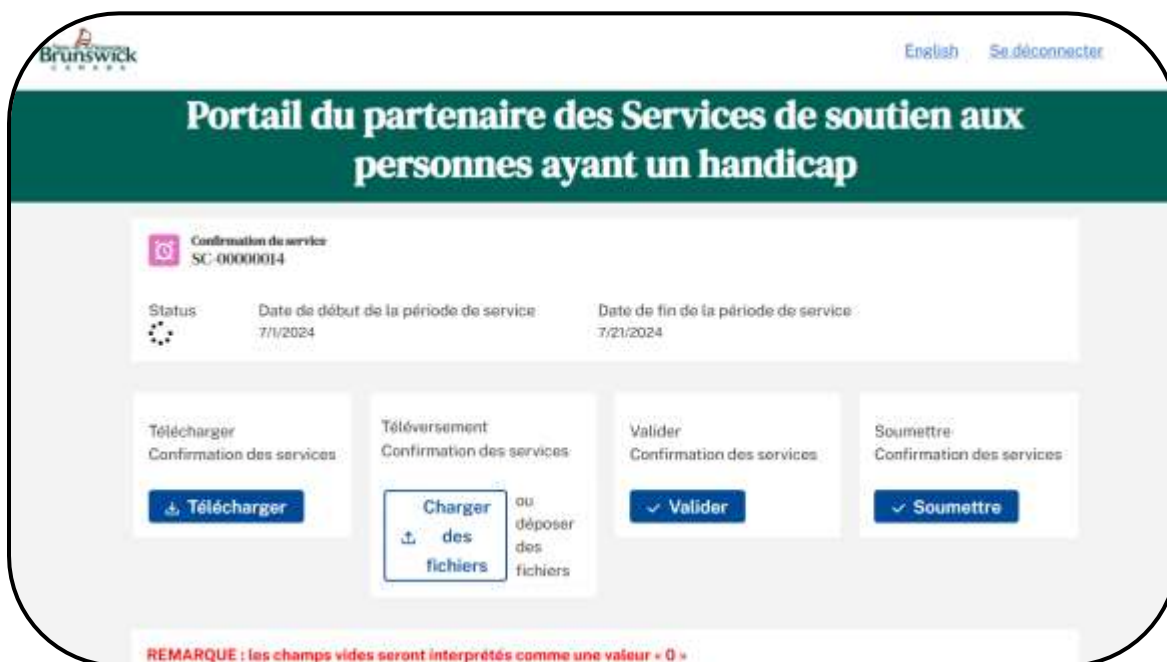 Brunswick
CANADA
English Se déconnecter
Portail du partenaire des Services de soutien aux
personnes ayant un handicap
Confirmation du service
SC-00000014
Status Date de début de la période de service Date de fin de la période de service
7/1/2024 7/21/2024
Télécharger
Confirmation des services
Télécharger
Téléversement
Confirmation des services
Charger
des
fichiers
ou
déposer
des
fichiers
Valider
Confirmation des services
Valider
Soumettre
Confirmation des services
Soumettre
REMARQUE : les champs vides seront interprétés comme une valeur « 0 »